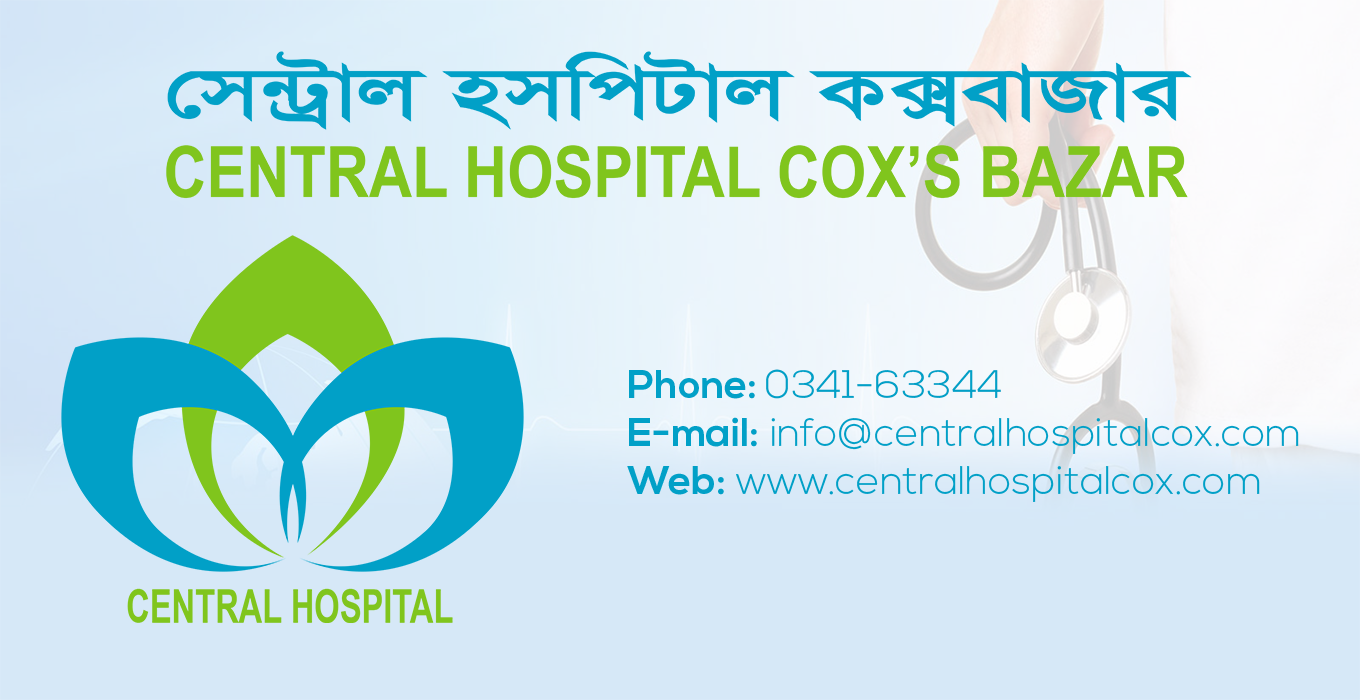 সেন্ট্রাল হসপিটাল কক্সবাজার
CENTRAL HOSPITAL COX’S BAZAR
Phone: 0341-63344
E-mail: info@centralhospitalcox.com
Web: www.centralhospitalcox.com
CENTRAL HOSPITAL